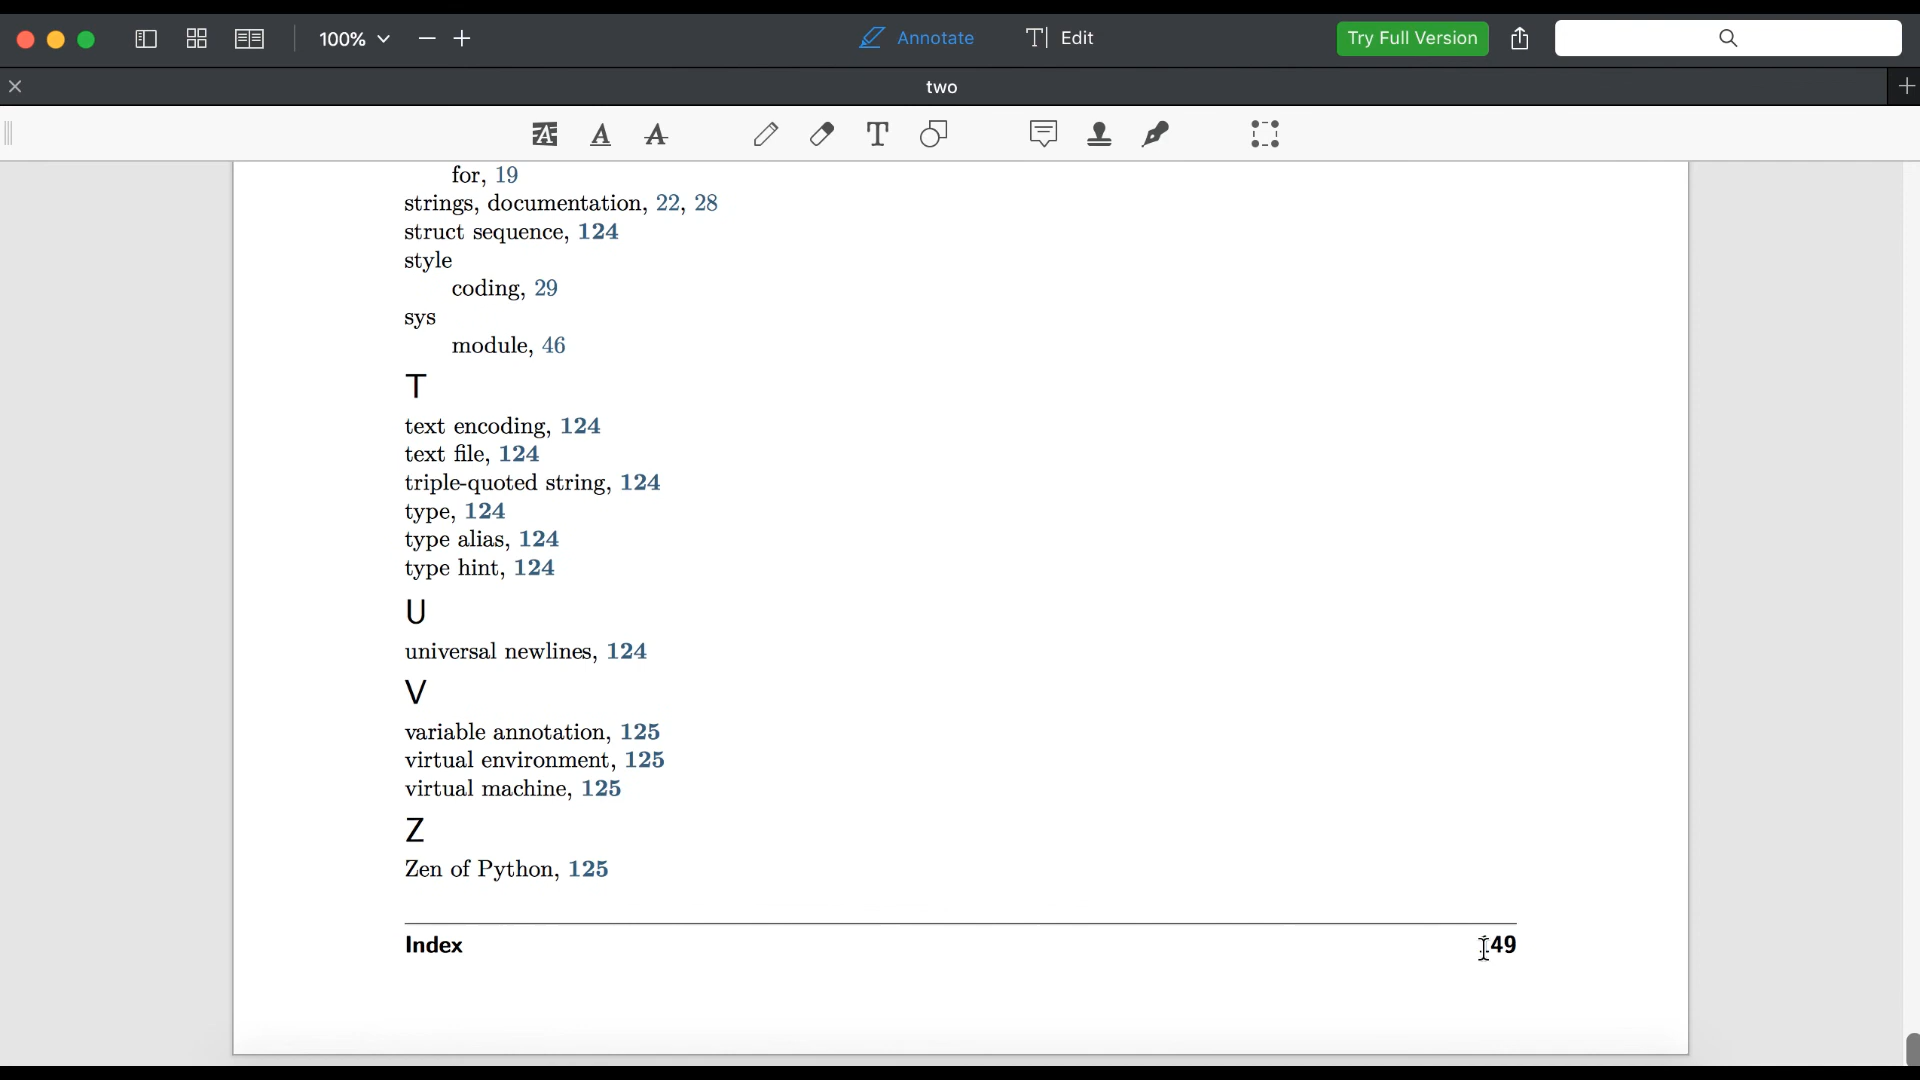 100%
Annotate
Edit
Try Full Version
two
for, 19
strings, documentation, 22, 28
struct sequence, 124
style
coding, 29
sys
module, 46
T
text encoding, 124
text file, 124
triple-quoted string, 124
type, 124
type alias, 124
type hint, 124
U
universal newlines, 124
V
variable annotation, 125
virtual environment, 125
virtual machine, 125
Z
Zen of Python, 125
Index